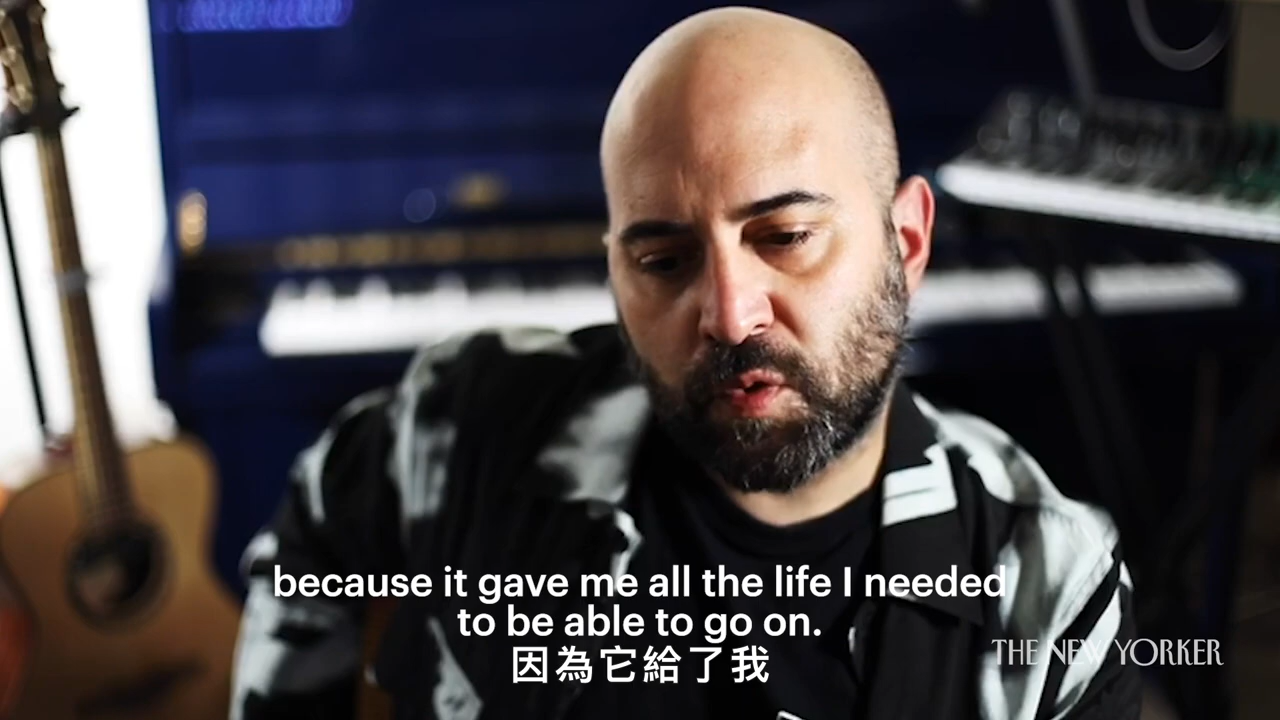 because it gave me all the life I needed
to be able to go on.
因為它給了我
THE NEW YORKER